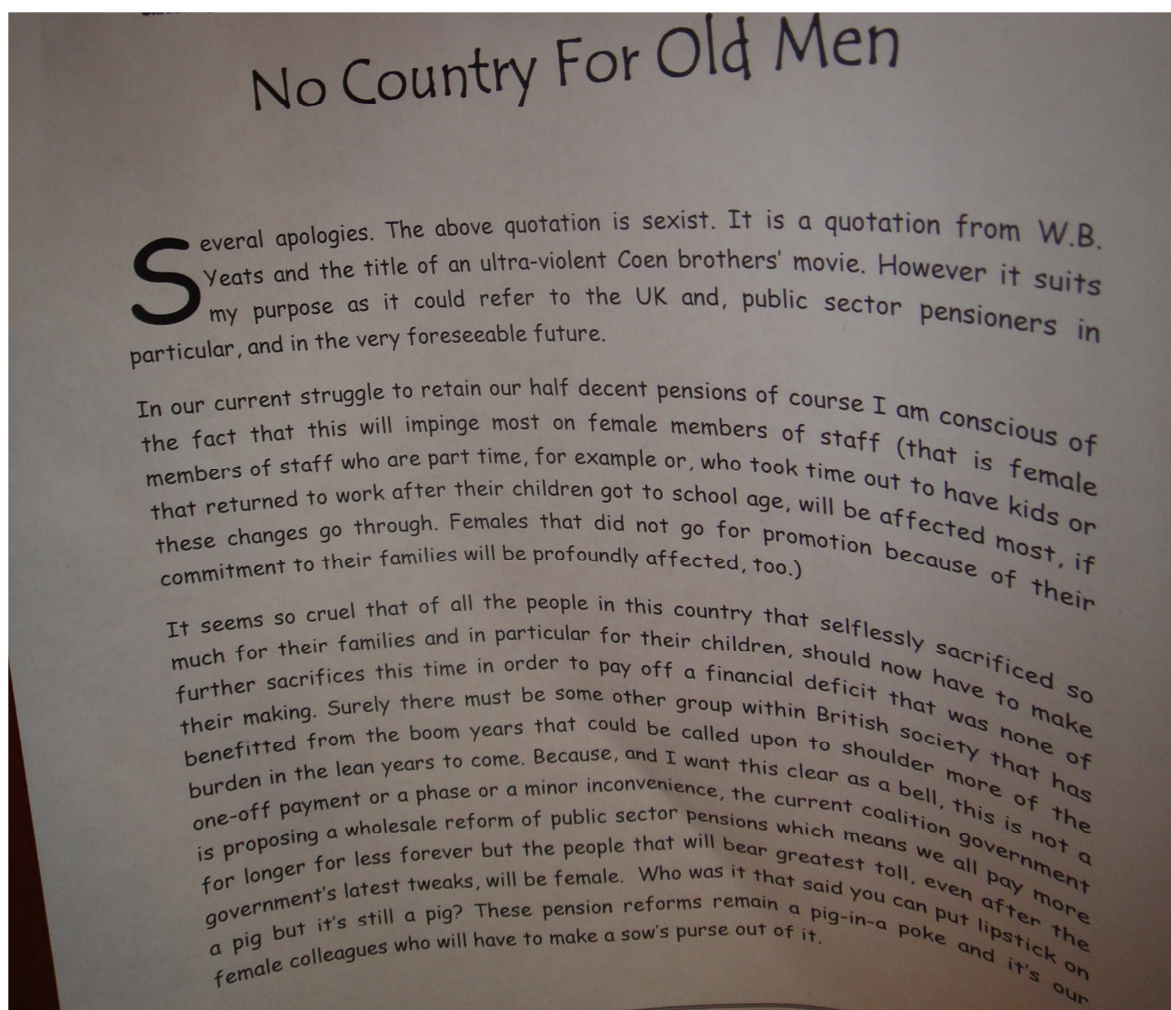 No Country For Old Men
Several apologies. The above quotation is sexist. It is a quotation from W.B.
Yeats and the title of an ultra-violent Coen brothers' movie. However it suits
my purpose as it could refer to the UK and, public sector pensioners in
particular, and in the very foreseeable future.
In our current struggle to retain our half decent pensions of course I am conscious of
the fact that this will impinge most on female members of staff (that is female
members of staff who are part time, for example or, who took time out to have kids or
that returned to work after their children got to school age, will be affected most, if
these changes go through. Females that did not go for promotion because of their
commitment to their families will be profoundly affected, too.)
It seems so cruel that of all the people in this country that selflessly sacrificed so
much for their families and in particular for their children, should now have to make
further sacrifices this time in order to pay off a financial deficit that was none of
their making. Surely there must be some other group within British society that has
benefitted from the boom years that could be called upon to shoulder more of the
burden in the lean years to come. Because, and I want this clear as a bell, this is not a
one-off payment or a phase or a minor inconvenience, the current coalition government
is proposing a wholesale reform of public sector pensions which means we all pay more
for longer for less forever but the people that will bear greatest toll, even after the
government's latest tweaks, will be female. Who was it that said you can put lipstick on
a pig but it's still a pig? These pension reforms remain a pig-in-a poke and it's our
female colleagues who will have to make a sow's purse out of it.